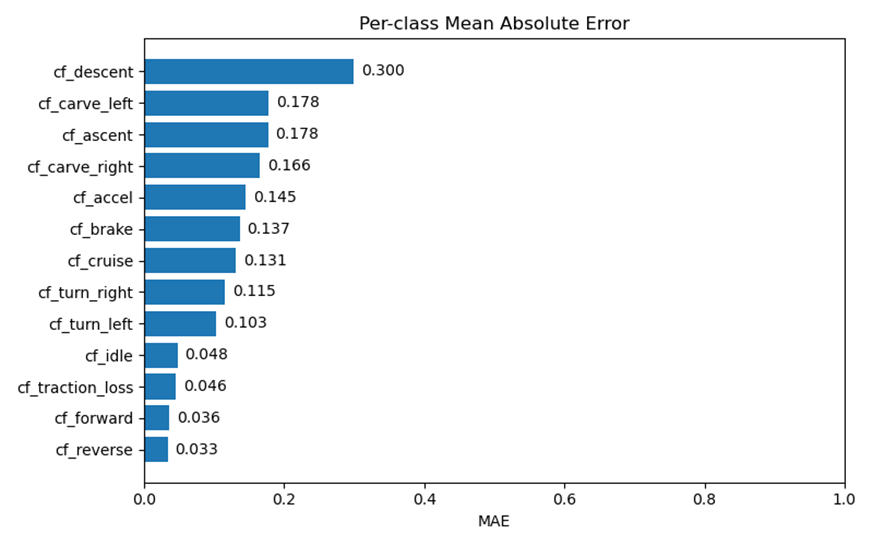 Per-class Mean Absolute Error
cf_descent 0.300
cf_carve_left 0.178
cf_ascent 0.178
cf_carve_right 0.166
cf_accel 0.145
cf_brake 0.137
cf_cruise 0.131
cf_turn_right 0.115
cf_turn_left 0.103
cf_idle 0.048
cf_traction_loss 0.046
cf_forward 0.036
cf_reverse 0.033
0.0 0.2 0.4 0.6 0.8 1.0
MAE